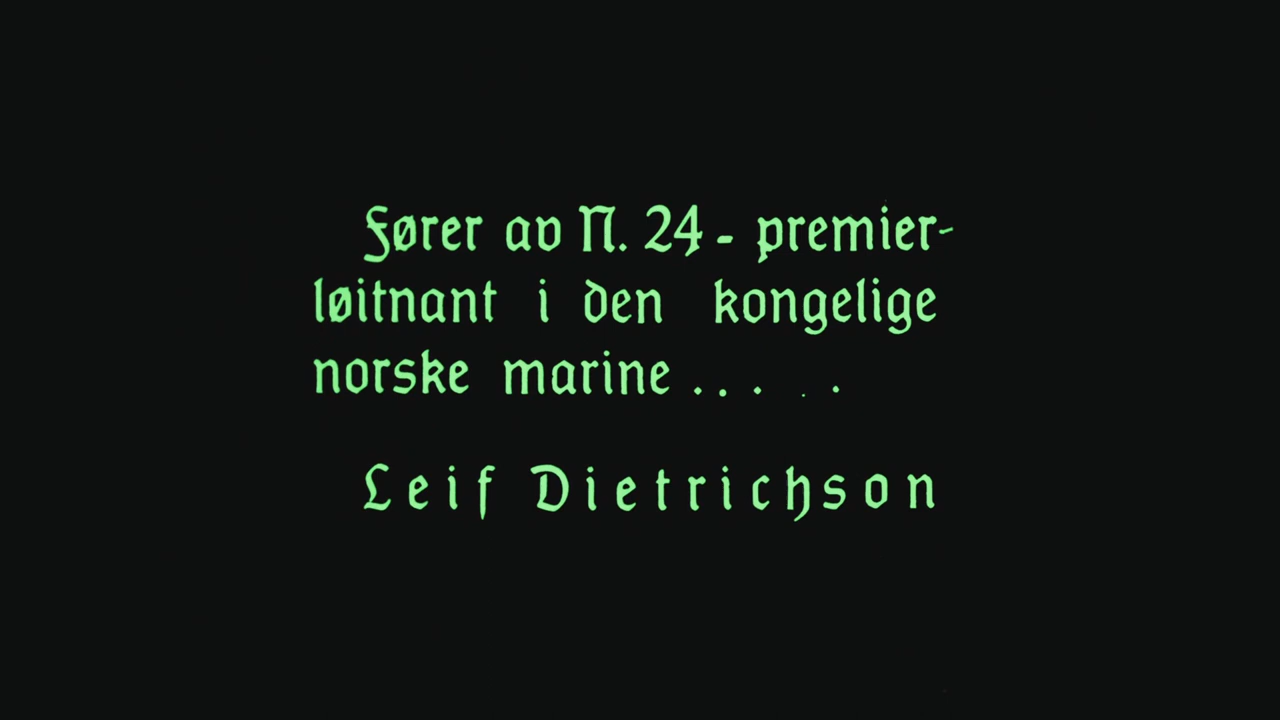 Fører av N. 24 - premier-
løitnant i den kongelige
norske marine . . . . .
Leif Dietrichson